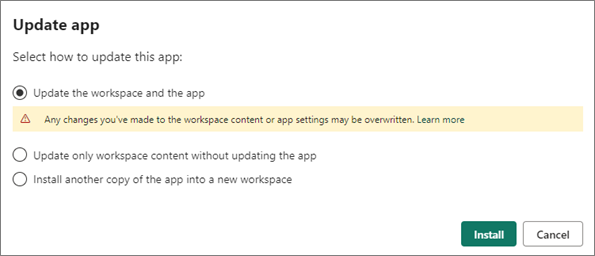 Update app
Select how to update this app:
Update the workspace and the app
Any changes you've made to the workspace content or app settings may be overwritten. Learn more
Update only workspace content without updating the app
Install another copy of the app into a new workspace
Install Cancel